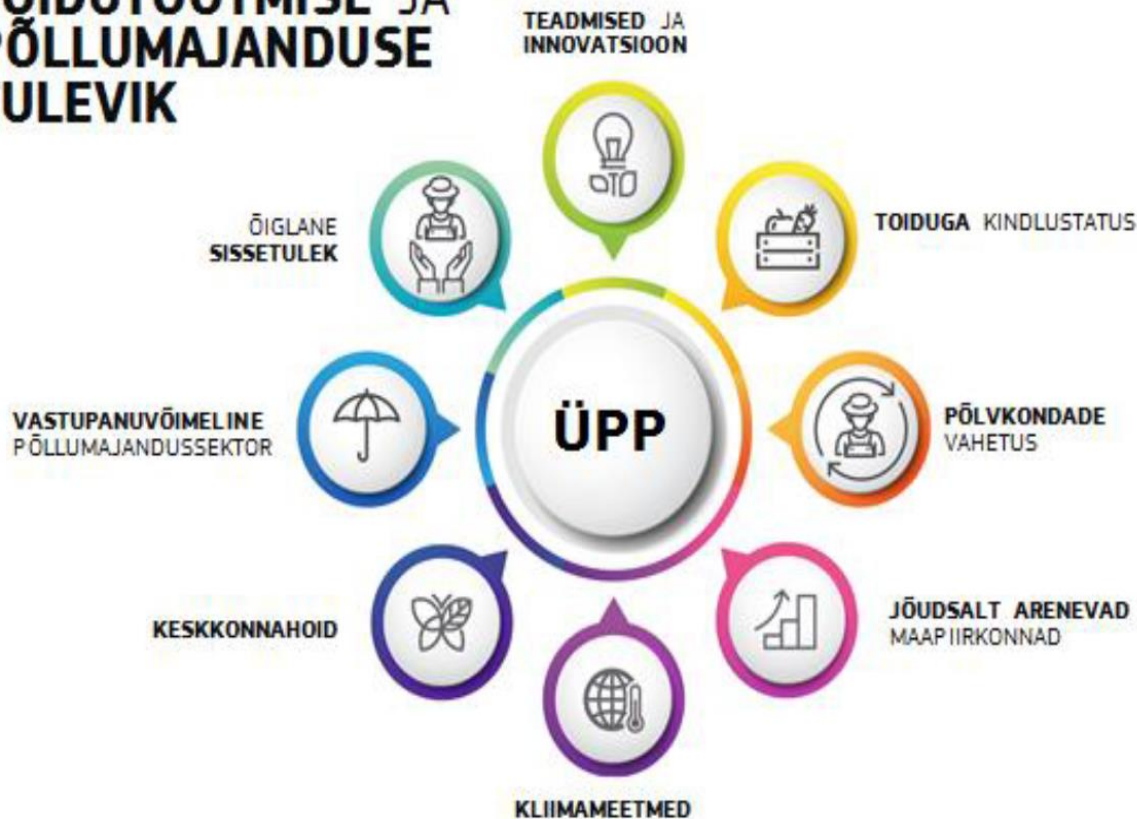 JA
PÕLLUMAJANDUSE
TULEVIK
TEADMISED JA
INNOVATSIOON
TOIDUGA KINDLUSTATUS
PÕLVKONDADE
VAHETUS
JÕUDSALT ARENEVAD
MAAPIIRKONNAD
KLIIMAMEETMED
KESKKONNAHOID
VASTUPANUVÕIMELINE
PÕLLUMAJANDUSSEKTOR
ÕIGLANE
SISSETULEK
ÜPP